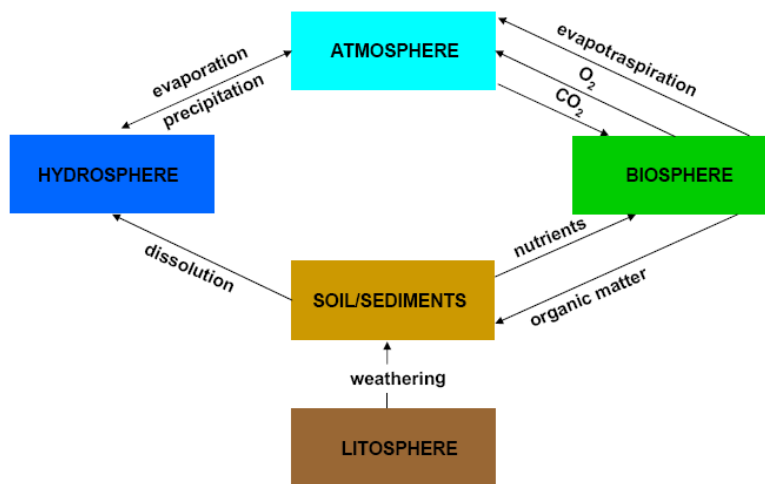 ATMOSPHERE
evaporation
precipitation
evapotraspiration
O₂
CO₂
HYDROSPHERE
BIOSPHERE
dissolution
nutrients
organic matter
SOIL/SEDIMENTS
weathering
LITOSPHERE